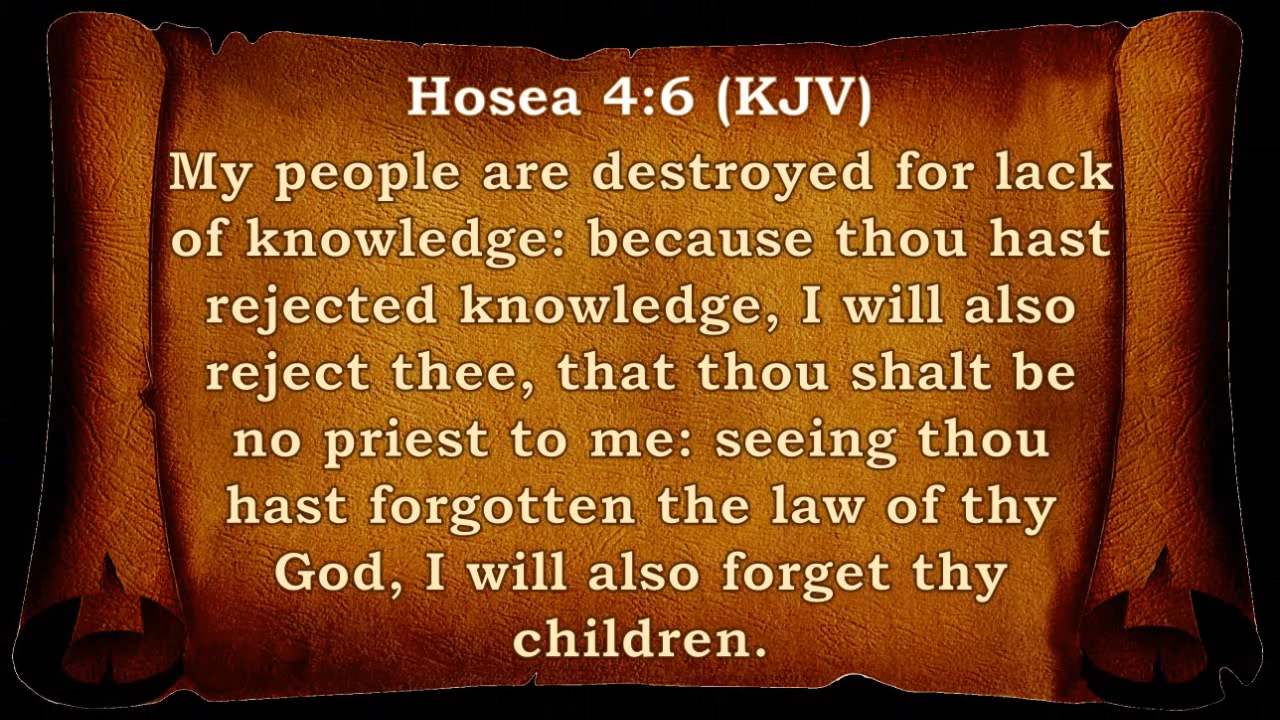 Hosea 4:6 (KJV)
My people are destroyed for lack
of knowledge: because thou hast
rejected knowledge, I will also
reject thee, that thou shalt be
no priest to me: seeing thou
hast forgotten the law of thy
God, I will also forget thy
children.